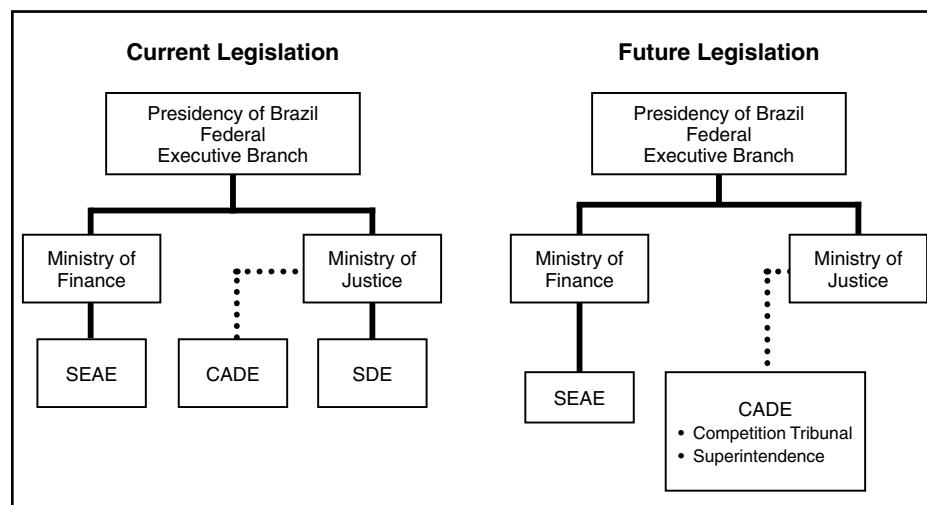 Current Legislation
Presidency of Brazil
Federal
Executive Branch
Ministry of
Finance
Ministry of
Justice
SEAE
CADE
SDE
Future Legislation
Presidency of Brazil
Federal
Executive Branch
Ministry of
Finance
Ministry of
Justice
SEAE
CADE
• Competition Tribunal
• Superintendence